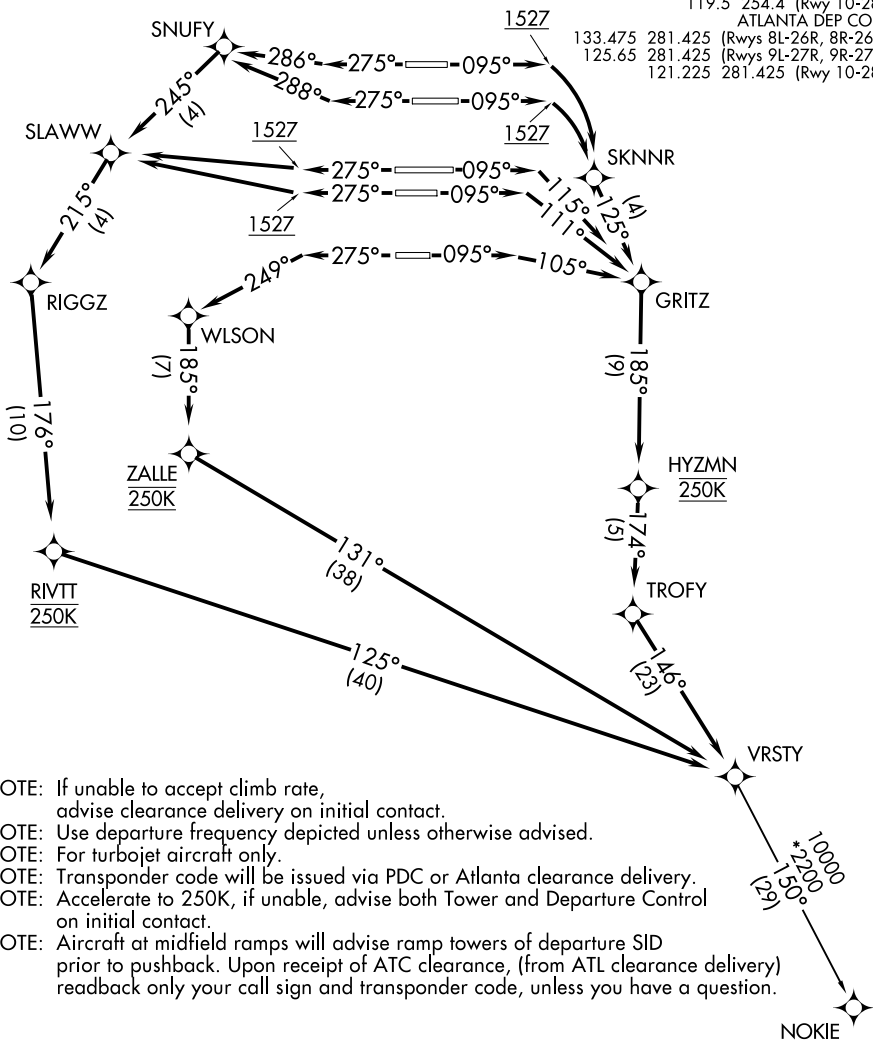 119.5 254.4 (Rwy 10-28
ATLANTA DEP CO
133.475 281.425 (Rwys 8L-26R, 8R-26
125.65 281.425 (Rwys 9L-27R, 9R-27
121.225 281.425 (Rwy 10-28
SNUFY
1527
286° 275° 095°
288° 275° 095°
245°
(4)
1527
SLAWW
1527
SKNNR
275° 095°
275° 095°
1527
115°
111°
125°
(4)
215°
(4)
249° 275° 095° 105°
RIGGZ
WLSON
GRITZ
185°
(7)
185°
(9)
176°
(10)
ZALLE
250K
HYZMN
250K
174°
(5)
131°
(38)
RIVTT
250K
TROFY
125°
(40)
146°
(23)
VRSTY
10000
*2200
150°
(29)
NOKIE
OTE: If unable to accept climb rate,
advise clearance delivery on initial contact.
OTE: Use departure frequency depicted unless otherwise advised.
OTE: For turbojet aircraft only.
OTE: Transponder code will be issued via PDC or Atlanta clearance delivery.
OTE: Accelerate to 250K, if unable, advise both Tower and Departure Control
on initial contact.
OTE: Aircraft at midfield ramps will advise ramp towers of departure SID
prior to pushback. Upon receipt of ATC clearance, (from ATL clearance delivery)
readback only your call sign and transponder code, unless you have a question.